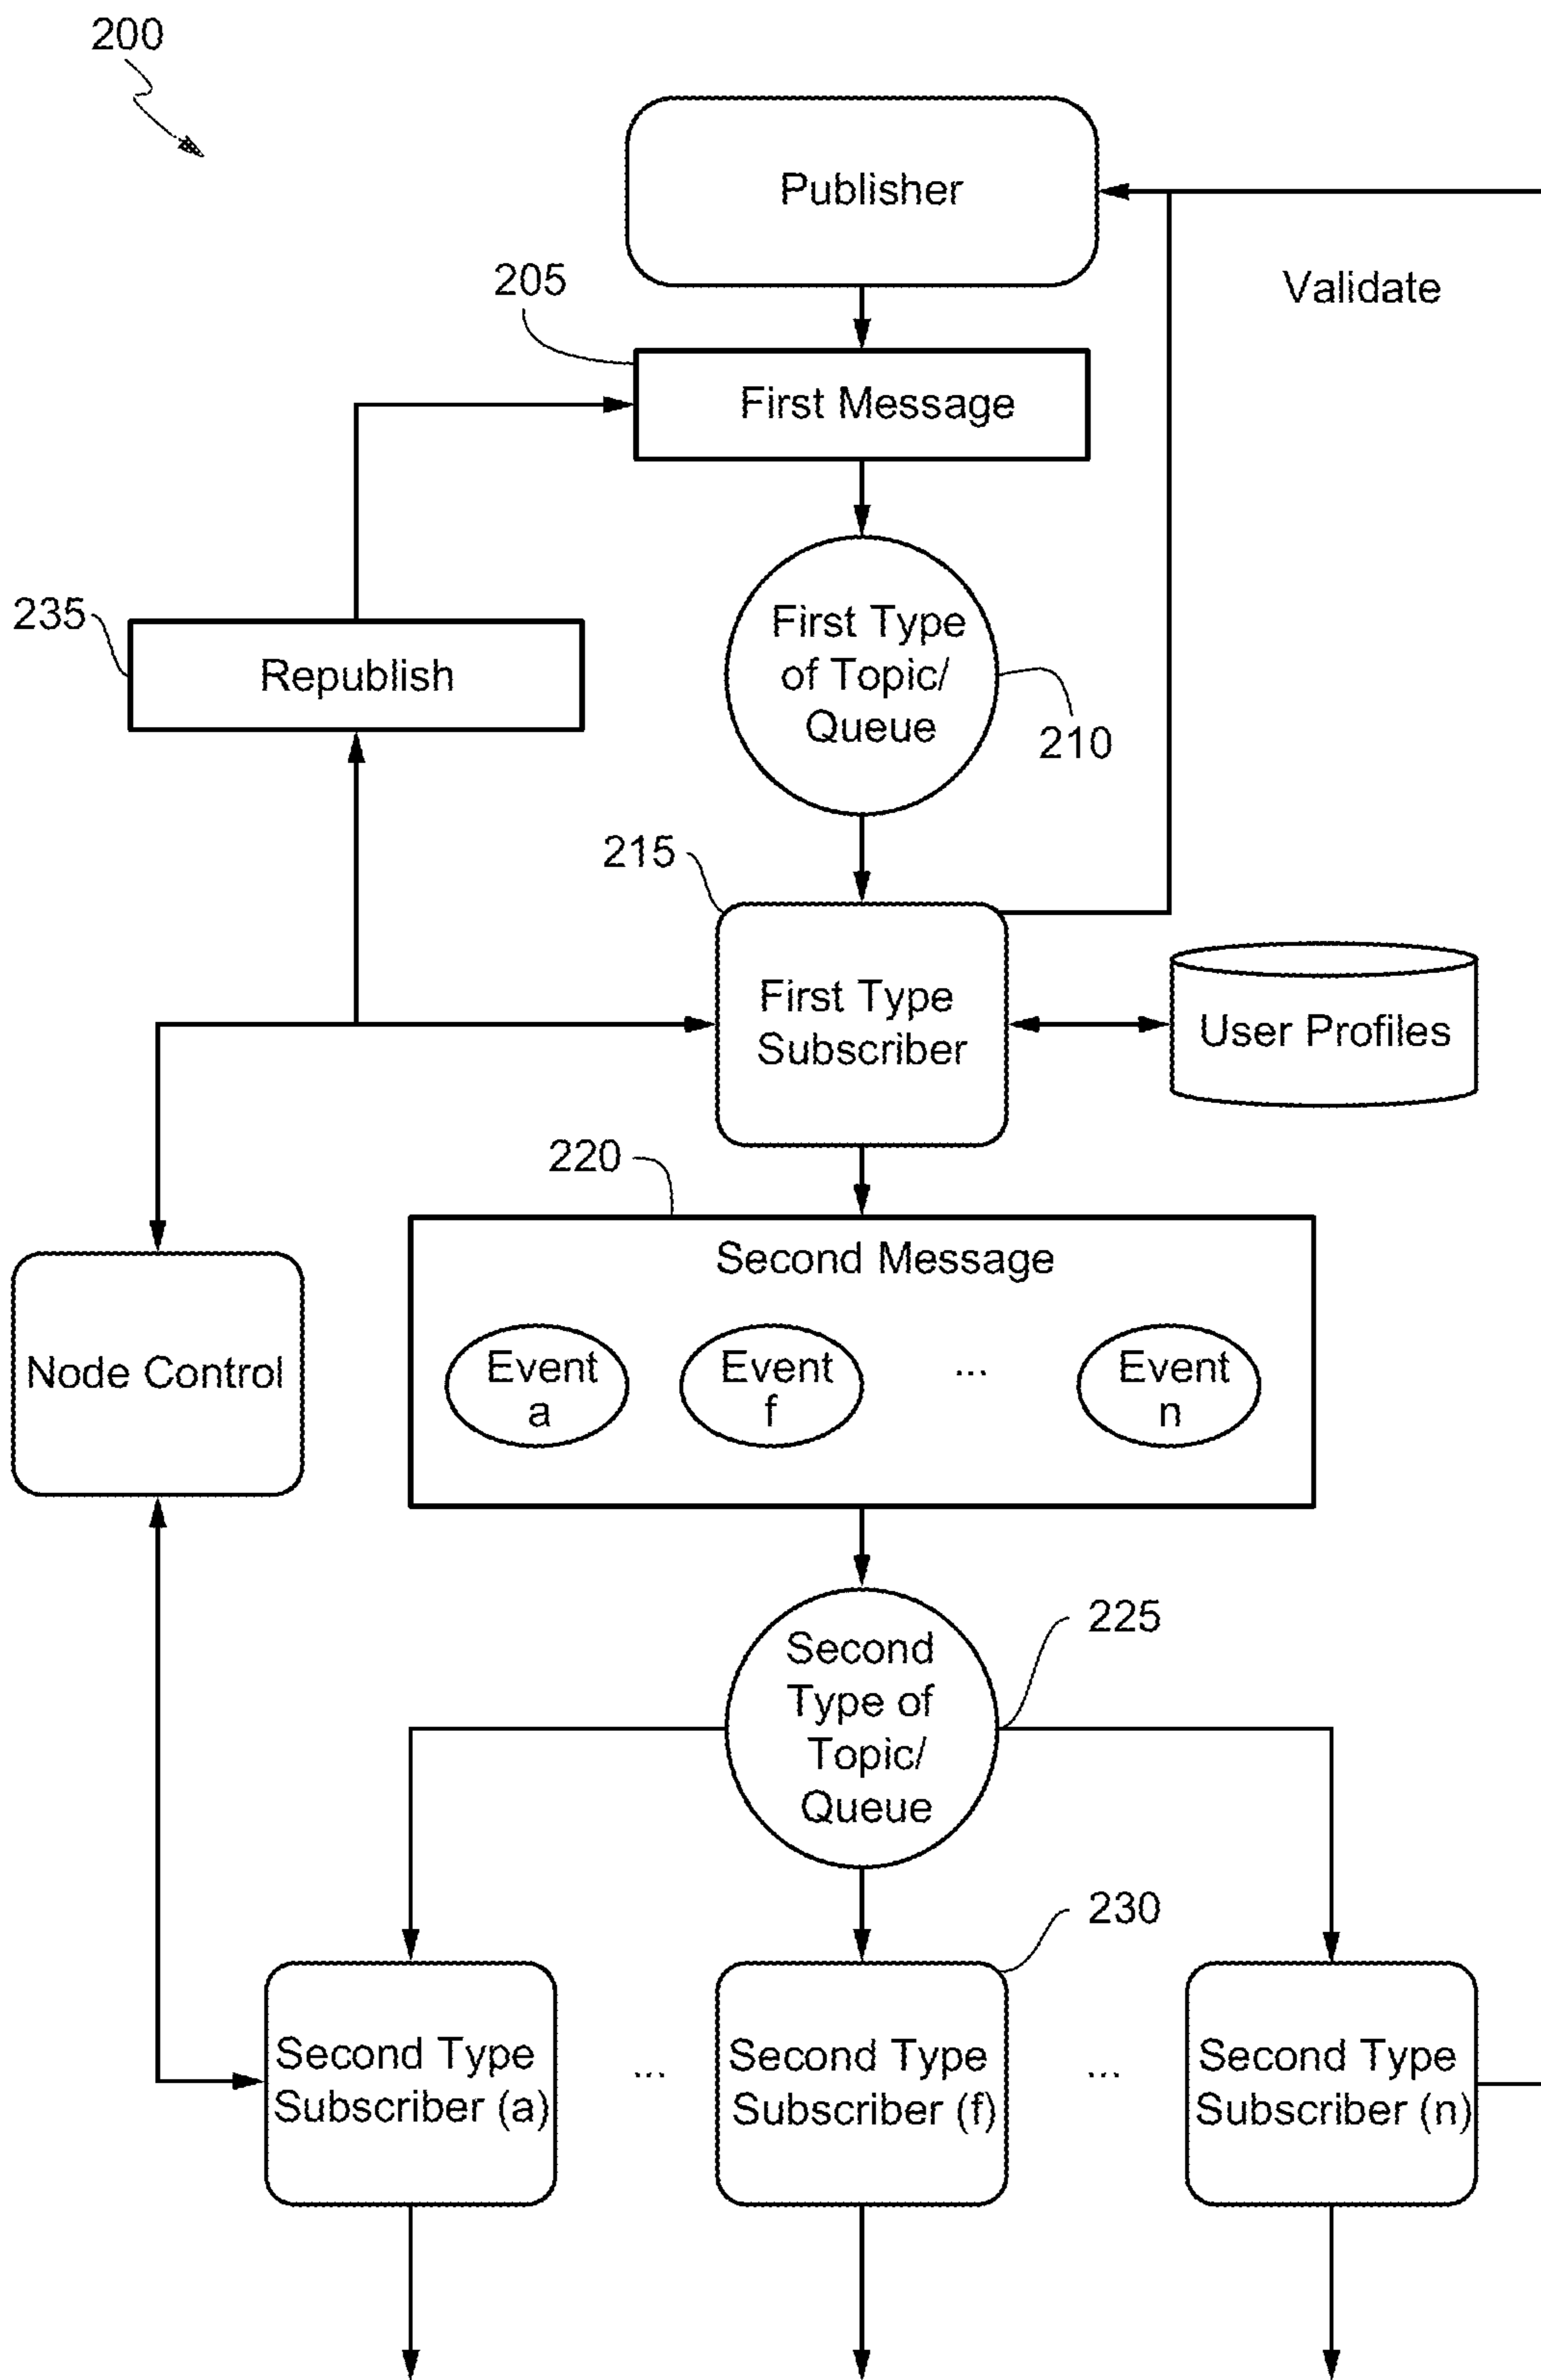 200
Publisher
205
Validate
First Message
235
Republish
First Type
of Topic/
Queue
210
215
First Type
Subscriber
User Profiles
220
Second Message
Node Control
Event
a
Event
f
...
Event
n
225
Second
Type of
Topic/
Queue
230
Second Type
Subscriber (a)
...
Second Type
Subscriber (f)
...
Second Type
Subscriber (n)